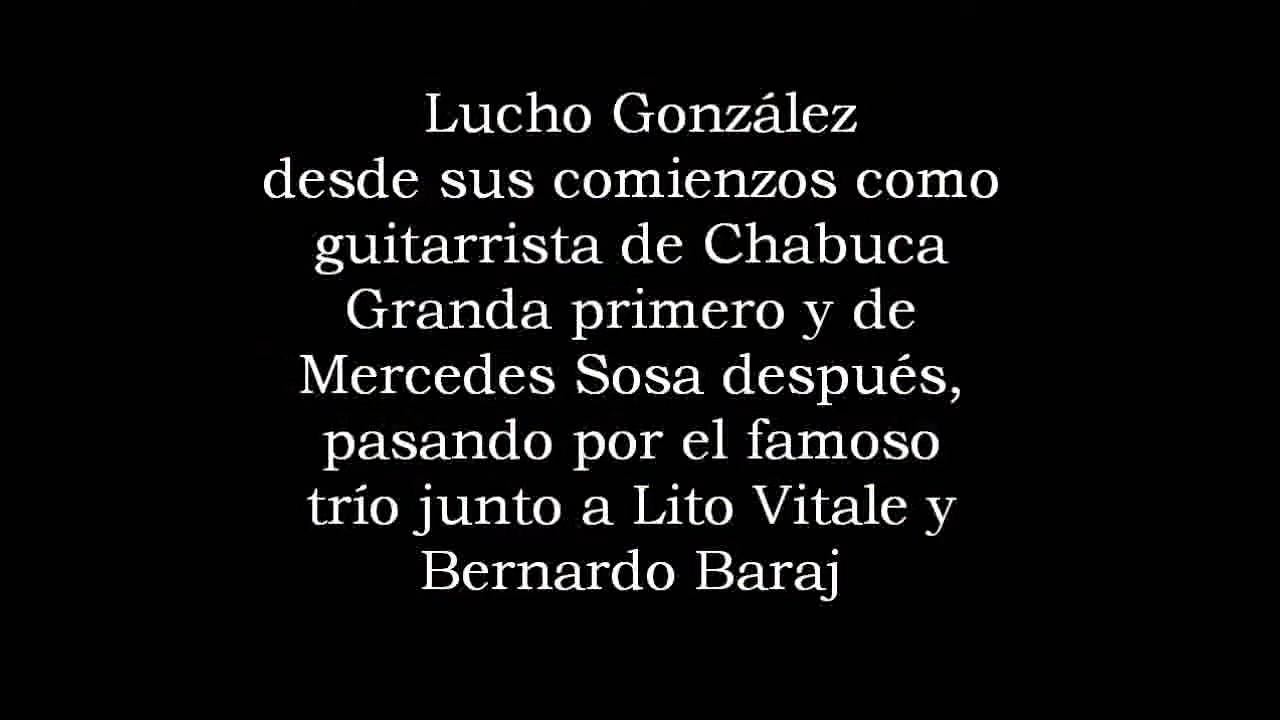 Lucho González
desde sus comienzos como
guitarrista de Chabuca
Granda primero y de
Mercedes Sosa después,
pasando por el famoso
trío junto a Lito Vitale y
Bernardo Baraj